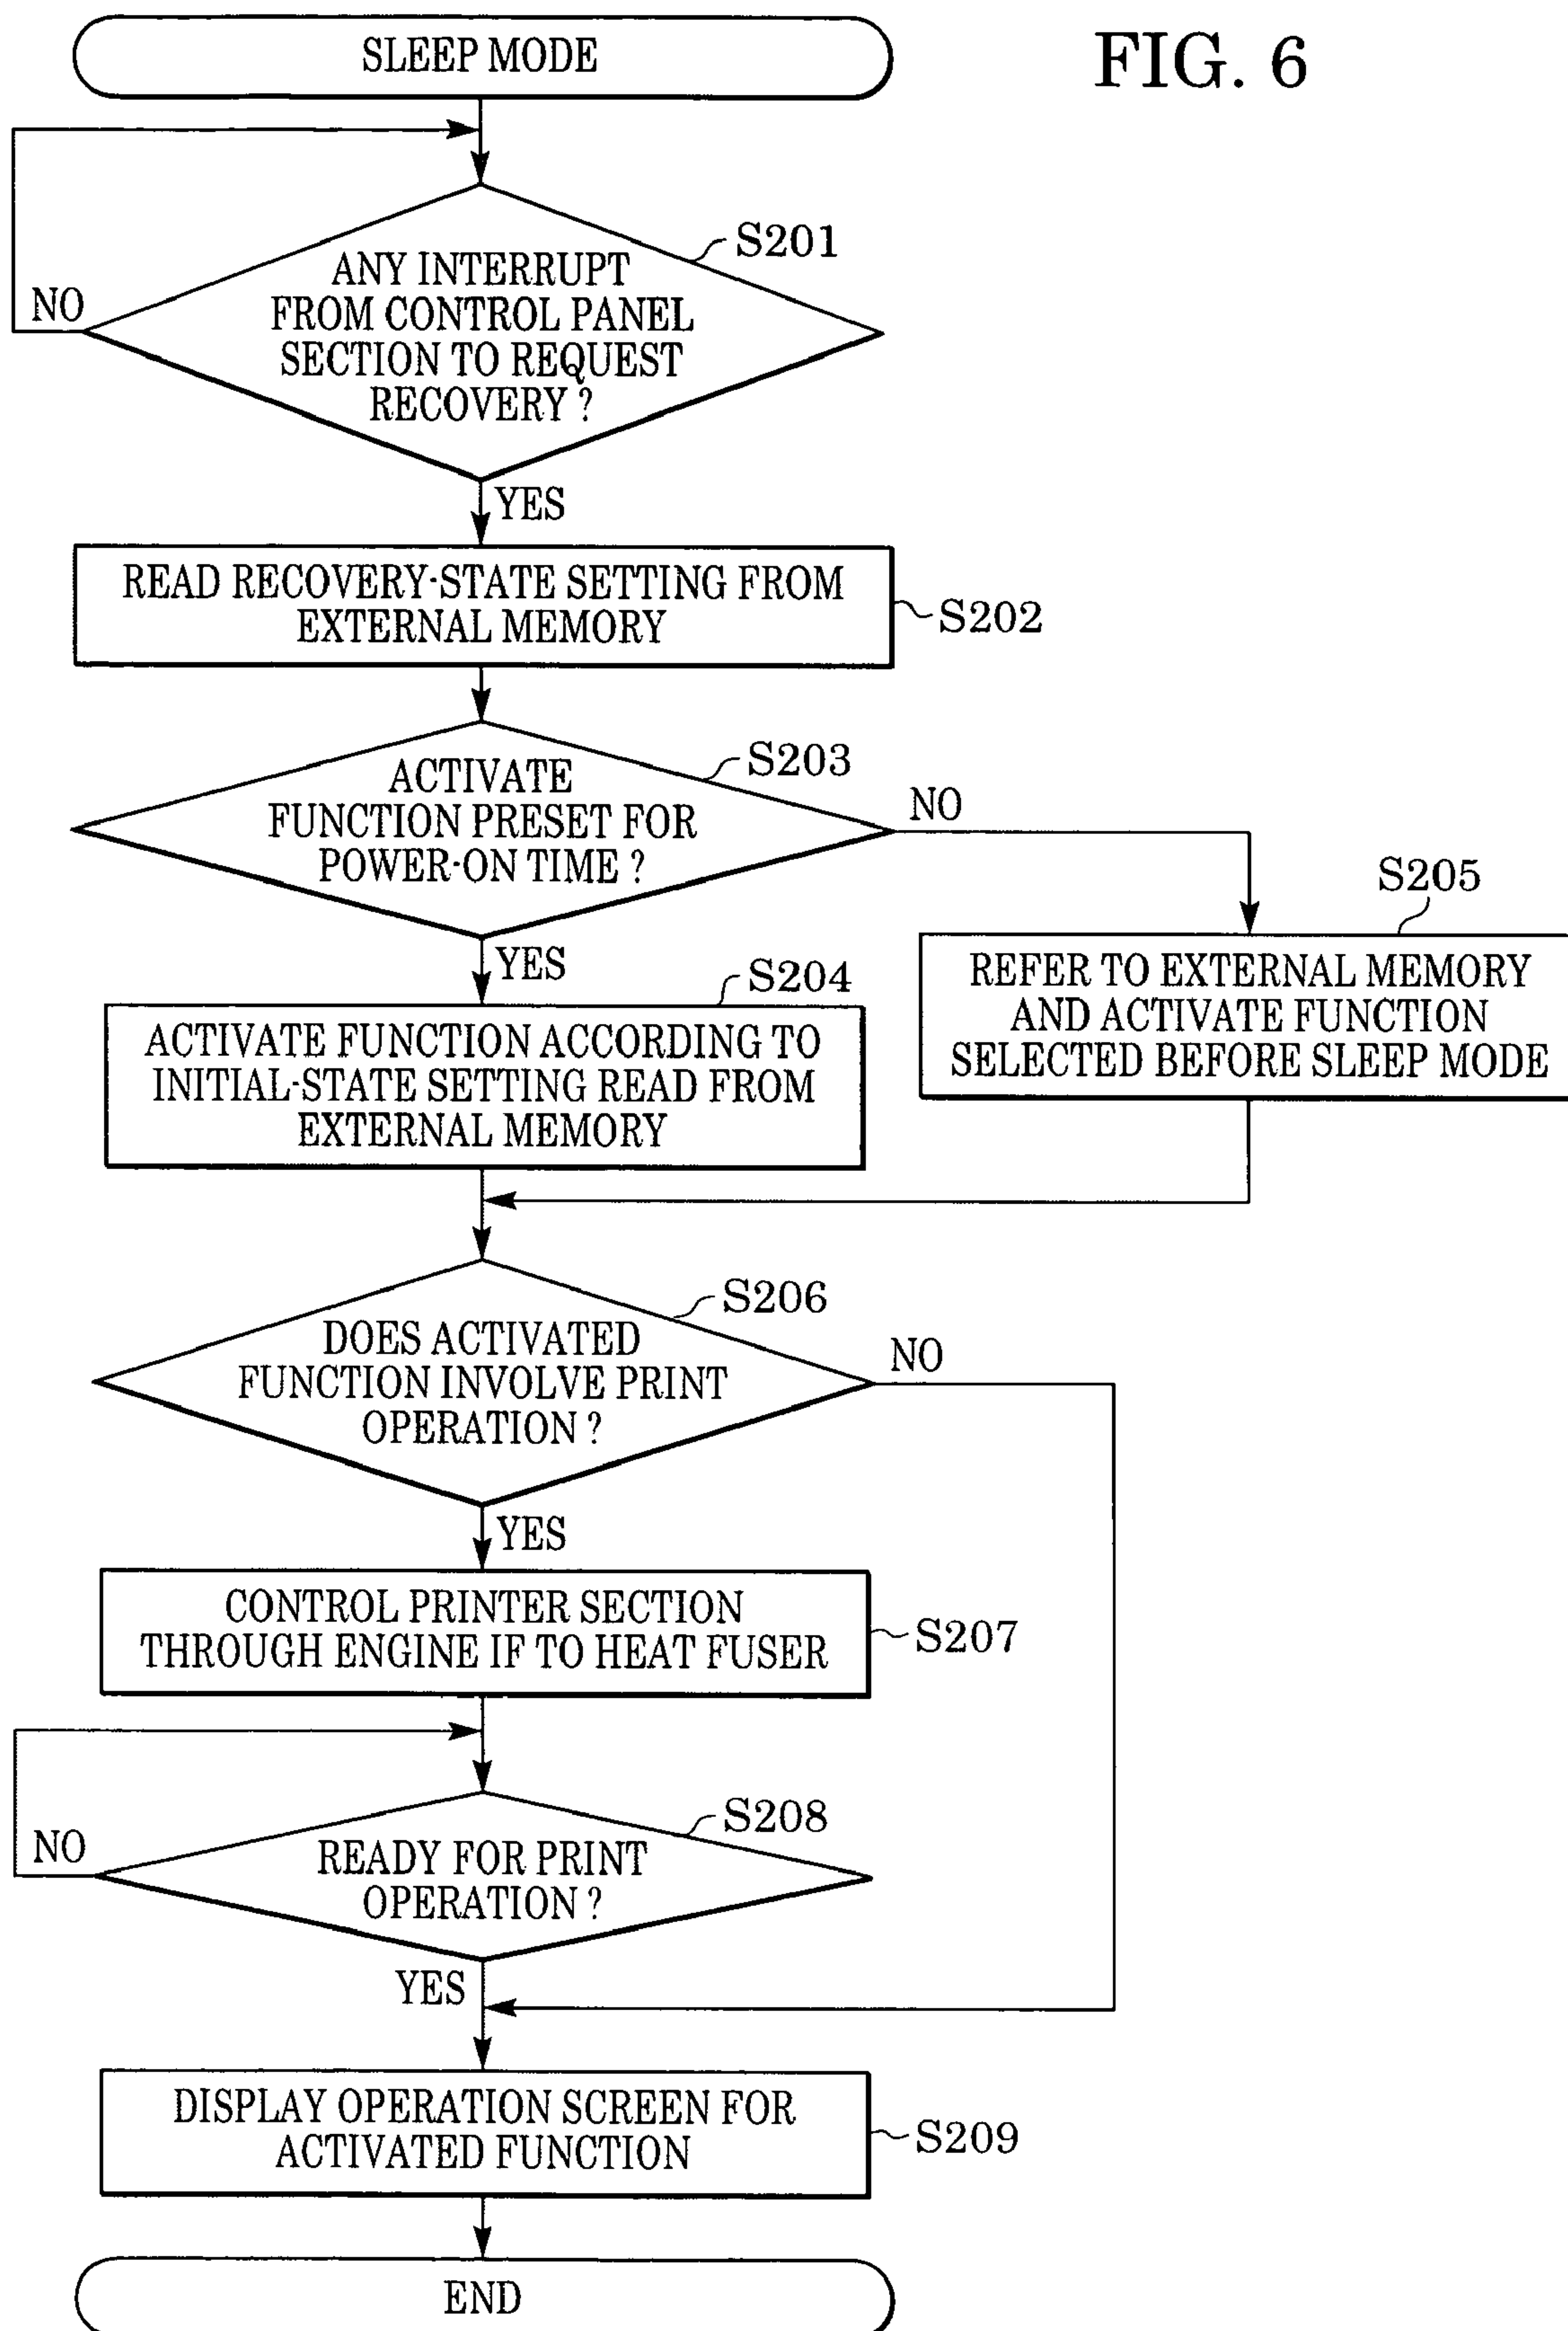 SLEEP MODE
FIG. 6
S201
ANY INTERRUPT
FROM CONTROL PANEL
SECTION TO REQUEST
RECOVERY ?
NO
YES
READ RECOVERY-STATE SETTING FROM
EXTERNAL MEMORY
S202
S203
ACTIVATE
FUNCTION PRESET FOR
POWER-ON TIME ?
NO
YES
S204
ACTIVATE FUNCTION ACCORDING TO
INITIAL-STATE SETTING READ FROM
EXTERNAL MEMORY
S205
REFER TO EXTERNAL MEMORY
AND ACTIVATE FUNCTION
SELECTED BEFORE SLEEP MODE
S206
DOES ACTIVATED
FUNCTION INVOLVE PRINT
OPERATION ?
NO
YES
CONTROL PRINTER SECTION
THROUGH ENGINE IF TO HEAT FUSER
S207
S208
READY FOR PRINT
OPERATION ?
NO
YES
DISPLAY OPERATION SCREEN FOR
ACTIVATED FUNCTION
S209
END